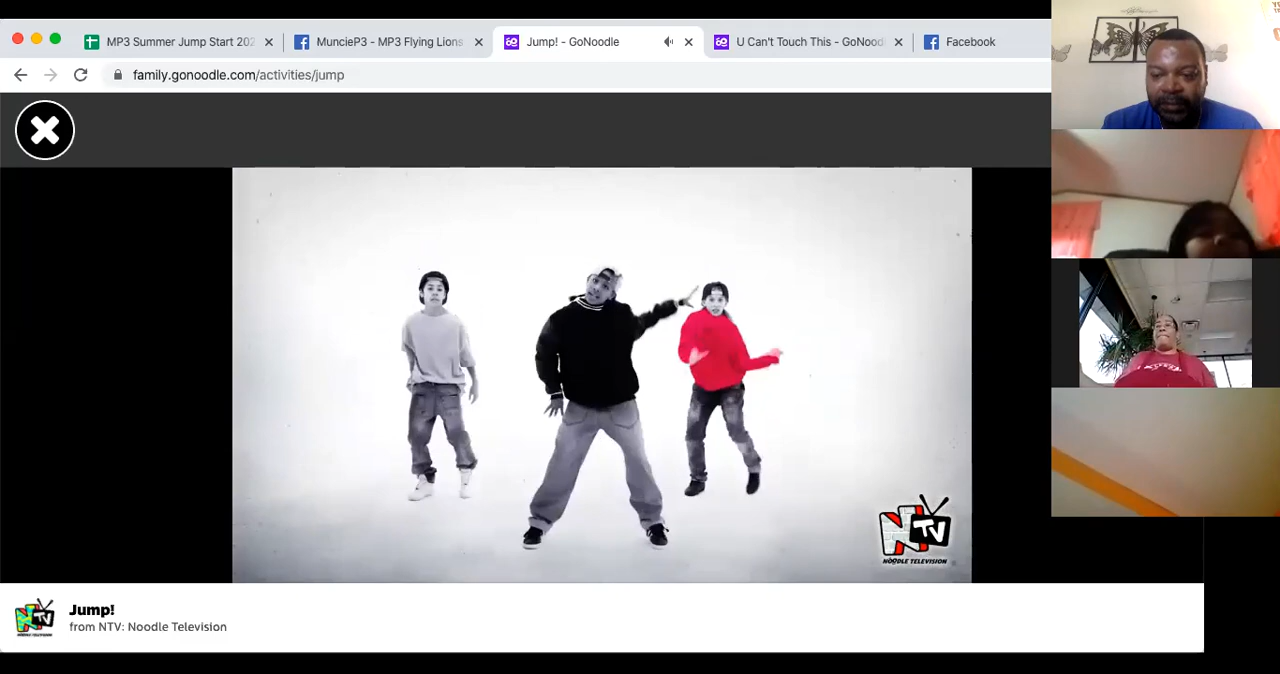 MP3 Summer Jump Start 202
MuncieP3 - MP3 Flying Lions
Jump! - GoNoodle
U Can't Touch This - GoNoodl
Facebook
family.gonoodle.com/activities/jump
NTV
NOODLE TELEVISION
Jump!
from NTV: Noodle Television